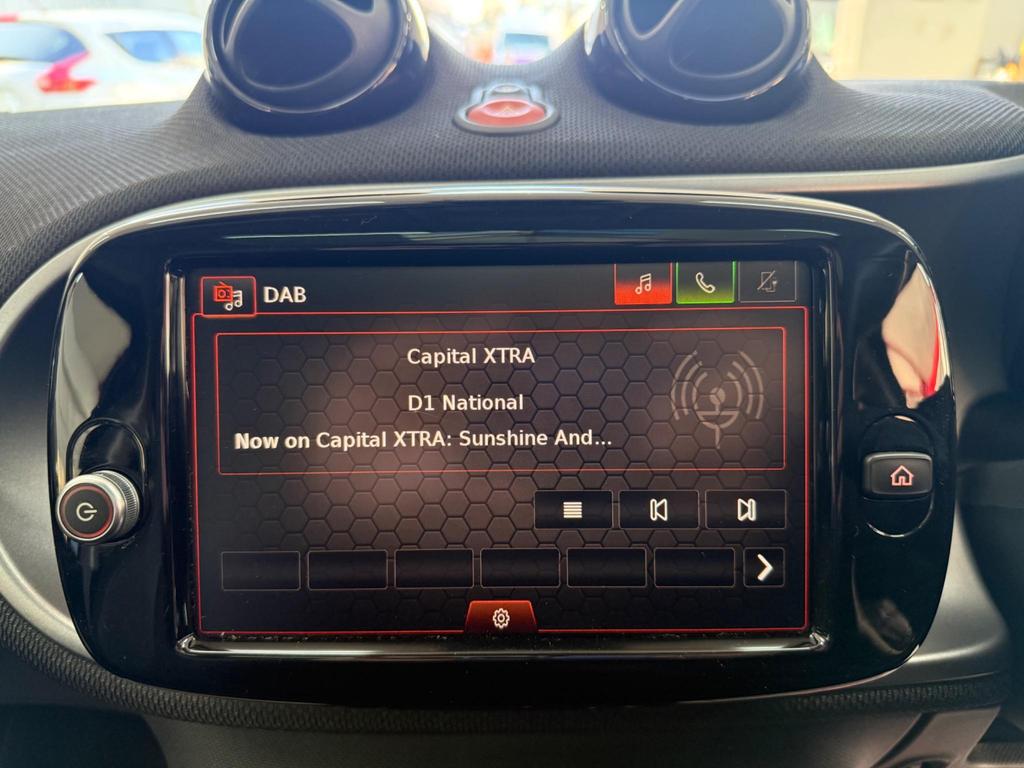 DAB
Capital XTRA
D1 National
Now on Capital XTRA: Sunshine And...